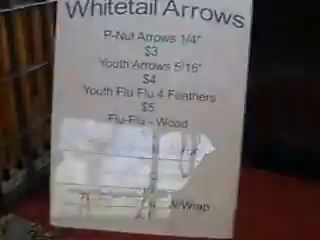 Whitetail Arrows
P-Nut Arrows 1/4"
$3
Youth Arrows 5/16"
$4
Youth Flu Flu 4 Feathers
$5
Flu-Flu - Wood
/Wrap